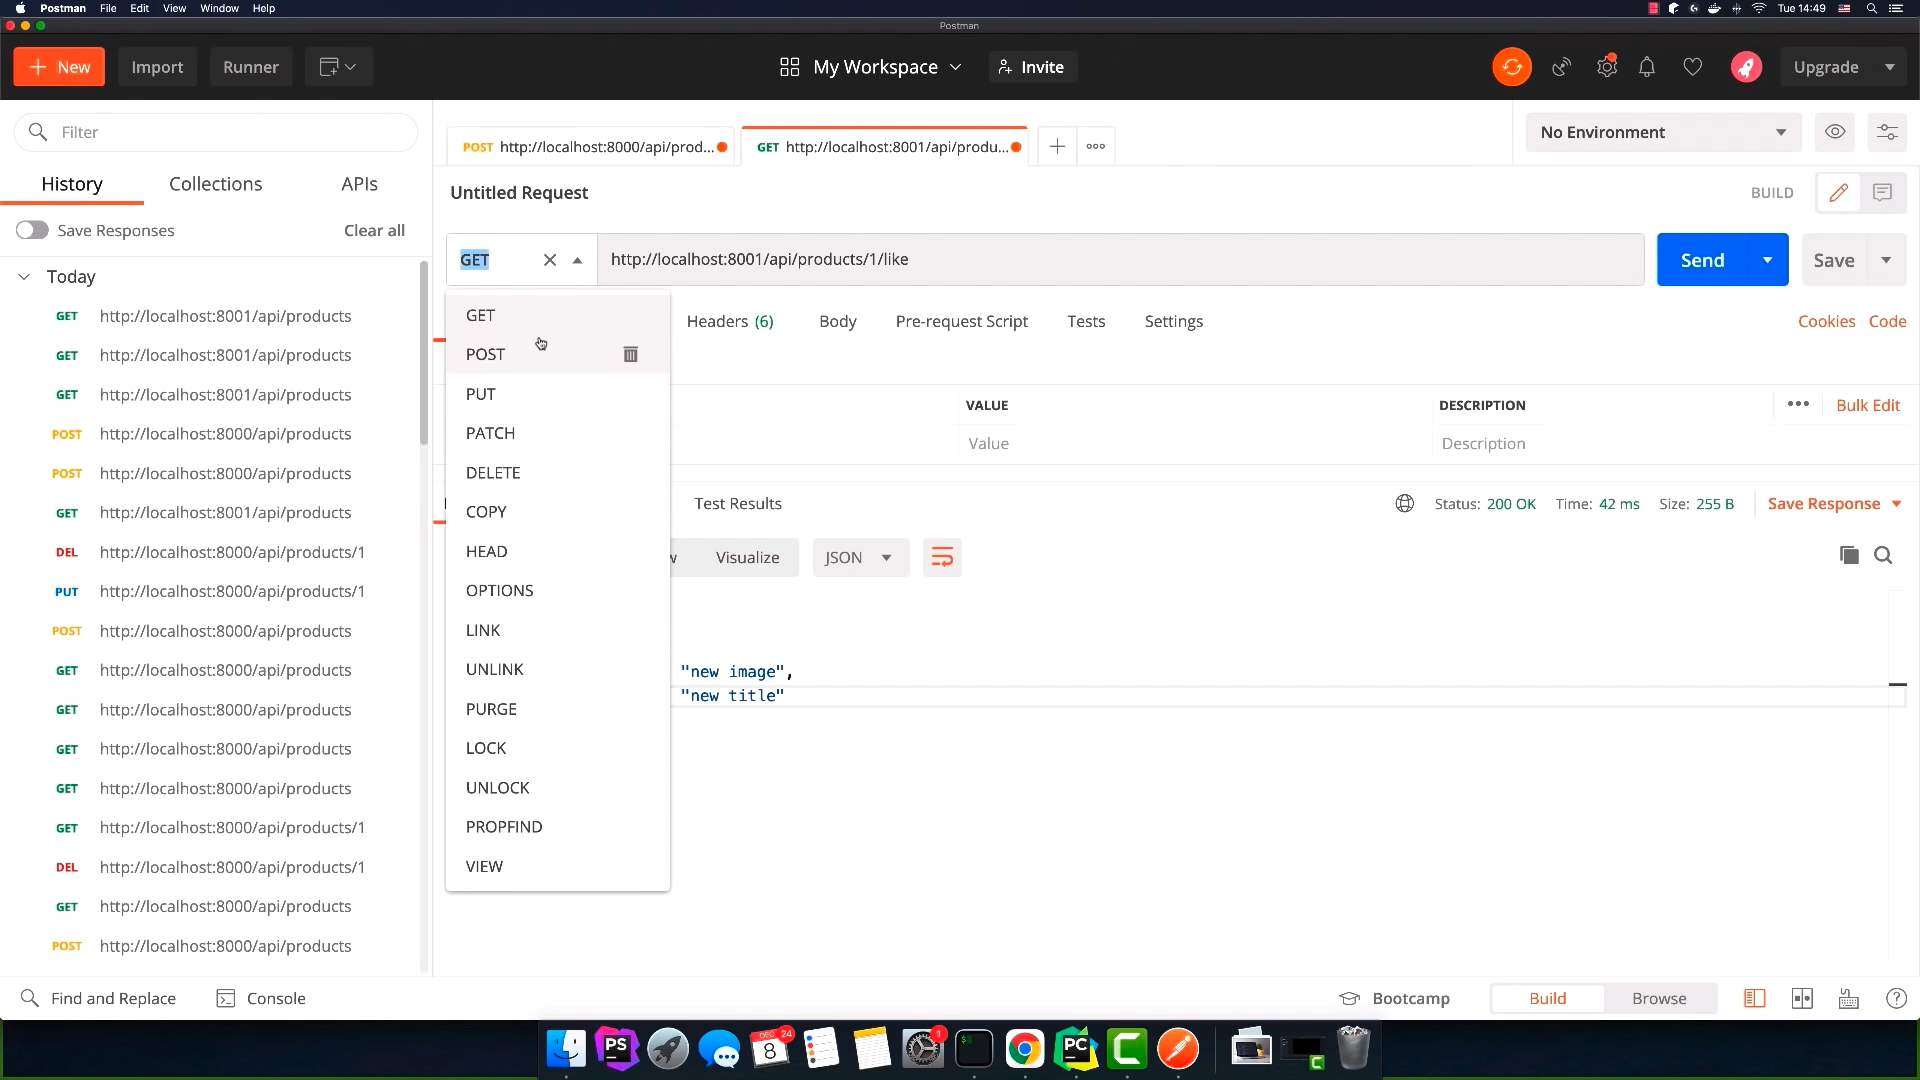 Postman File Edit View Window Help
Tue 14:49
Postman
New
Import
Runner
My Workspace
Invite
Upgrade
Filter
History
Collections
APIs
Save Responses
Clear all
Today
GET http://localhost:8001/api/products
GET http://localhost:8001/api/products
GET http://localhost:8001/api/products
POST http://localhost:8000/api/products
POST http://localhost:8000/api/products
GET http://localhost:8000/api/products
DEL http://localhost:8000/api/products/1
PUT http://localhost:8000/api/products/1
POST http://localhost:8000/api/products
GET http://localhost:8000/api/products
GET http://localhost:8000/api/products
GET http://localhost:8000/api/products
GET http://localhost:8000/api/products
GET http://localhost:8000/api/products/1
DEL http://localhost:8000/api/products/1
GET http://localhost:8000/api/products
POST http://localhost:8000/api/products
POST http://localhost:8000/api/prod...
GET http://localhost:8001/api/produ...
No Environment
Untitled Request
BUILD
GET
http://localhost:8001/api/products/1/like
Send
Save
GET
POST
PUT
PATCH
DELETE
COPY
HEAD
OPTIONS
LINK
UNLINK
PURGE
LOCK
UNLOCK
PROPFIND
VIEW
Headers (6)
Body
Pre-request Script
Tests
Settings
Cookies
Code
VALUE
DESCRIPTION
Bulk Edit
Value
Description
Test Results
Status: 200 OK
Time: 42 ms
Size: 255 B
Save Response
Visualize
JSON
"new image",
"new title"
Find and Replace
Console
Bootcamp
Build
Browse
PS
DEC
24
8
1
PC